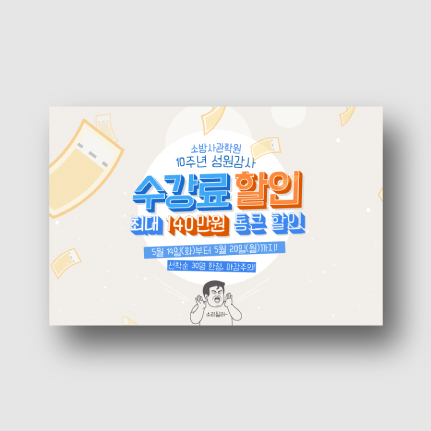 소방사관학원
10주년 성원감사
수강료 할인
최대 140만원 통큰 할인
5월 14일(화)부터 5월 20일(월)까지!
선착순 30명 한정, 마감주의!